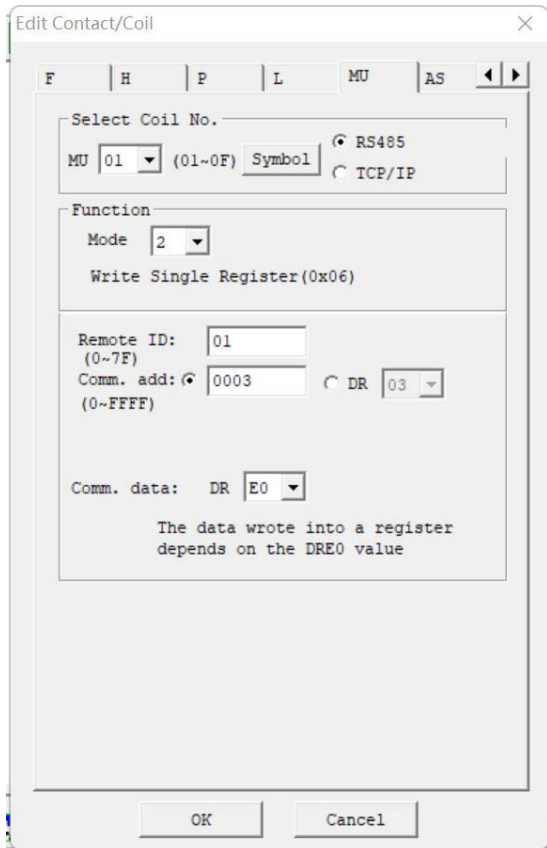 Edit Contact/Coil
F H P L MU AS
Select Coil No.
MU 01 (01~0F) Symbol RS485
TCP/IP
Function
Mode 2
Write Single Register(0x06)
Remote ID: 01
(0~7F)
Comm. add: 0003 DR 03
(0~FFFF)
Comm. data: DR E0
The data wrote into a register
depends on the DRE0 value
OK Cancel